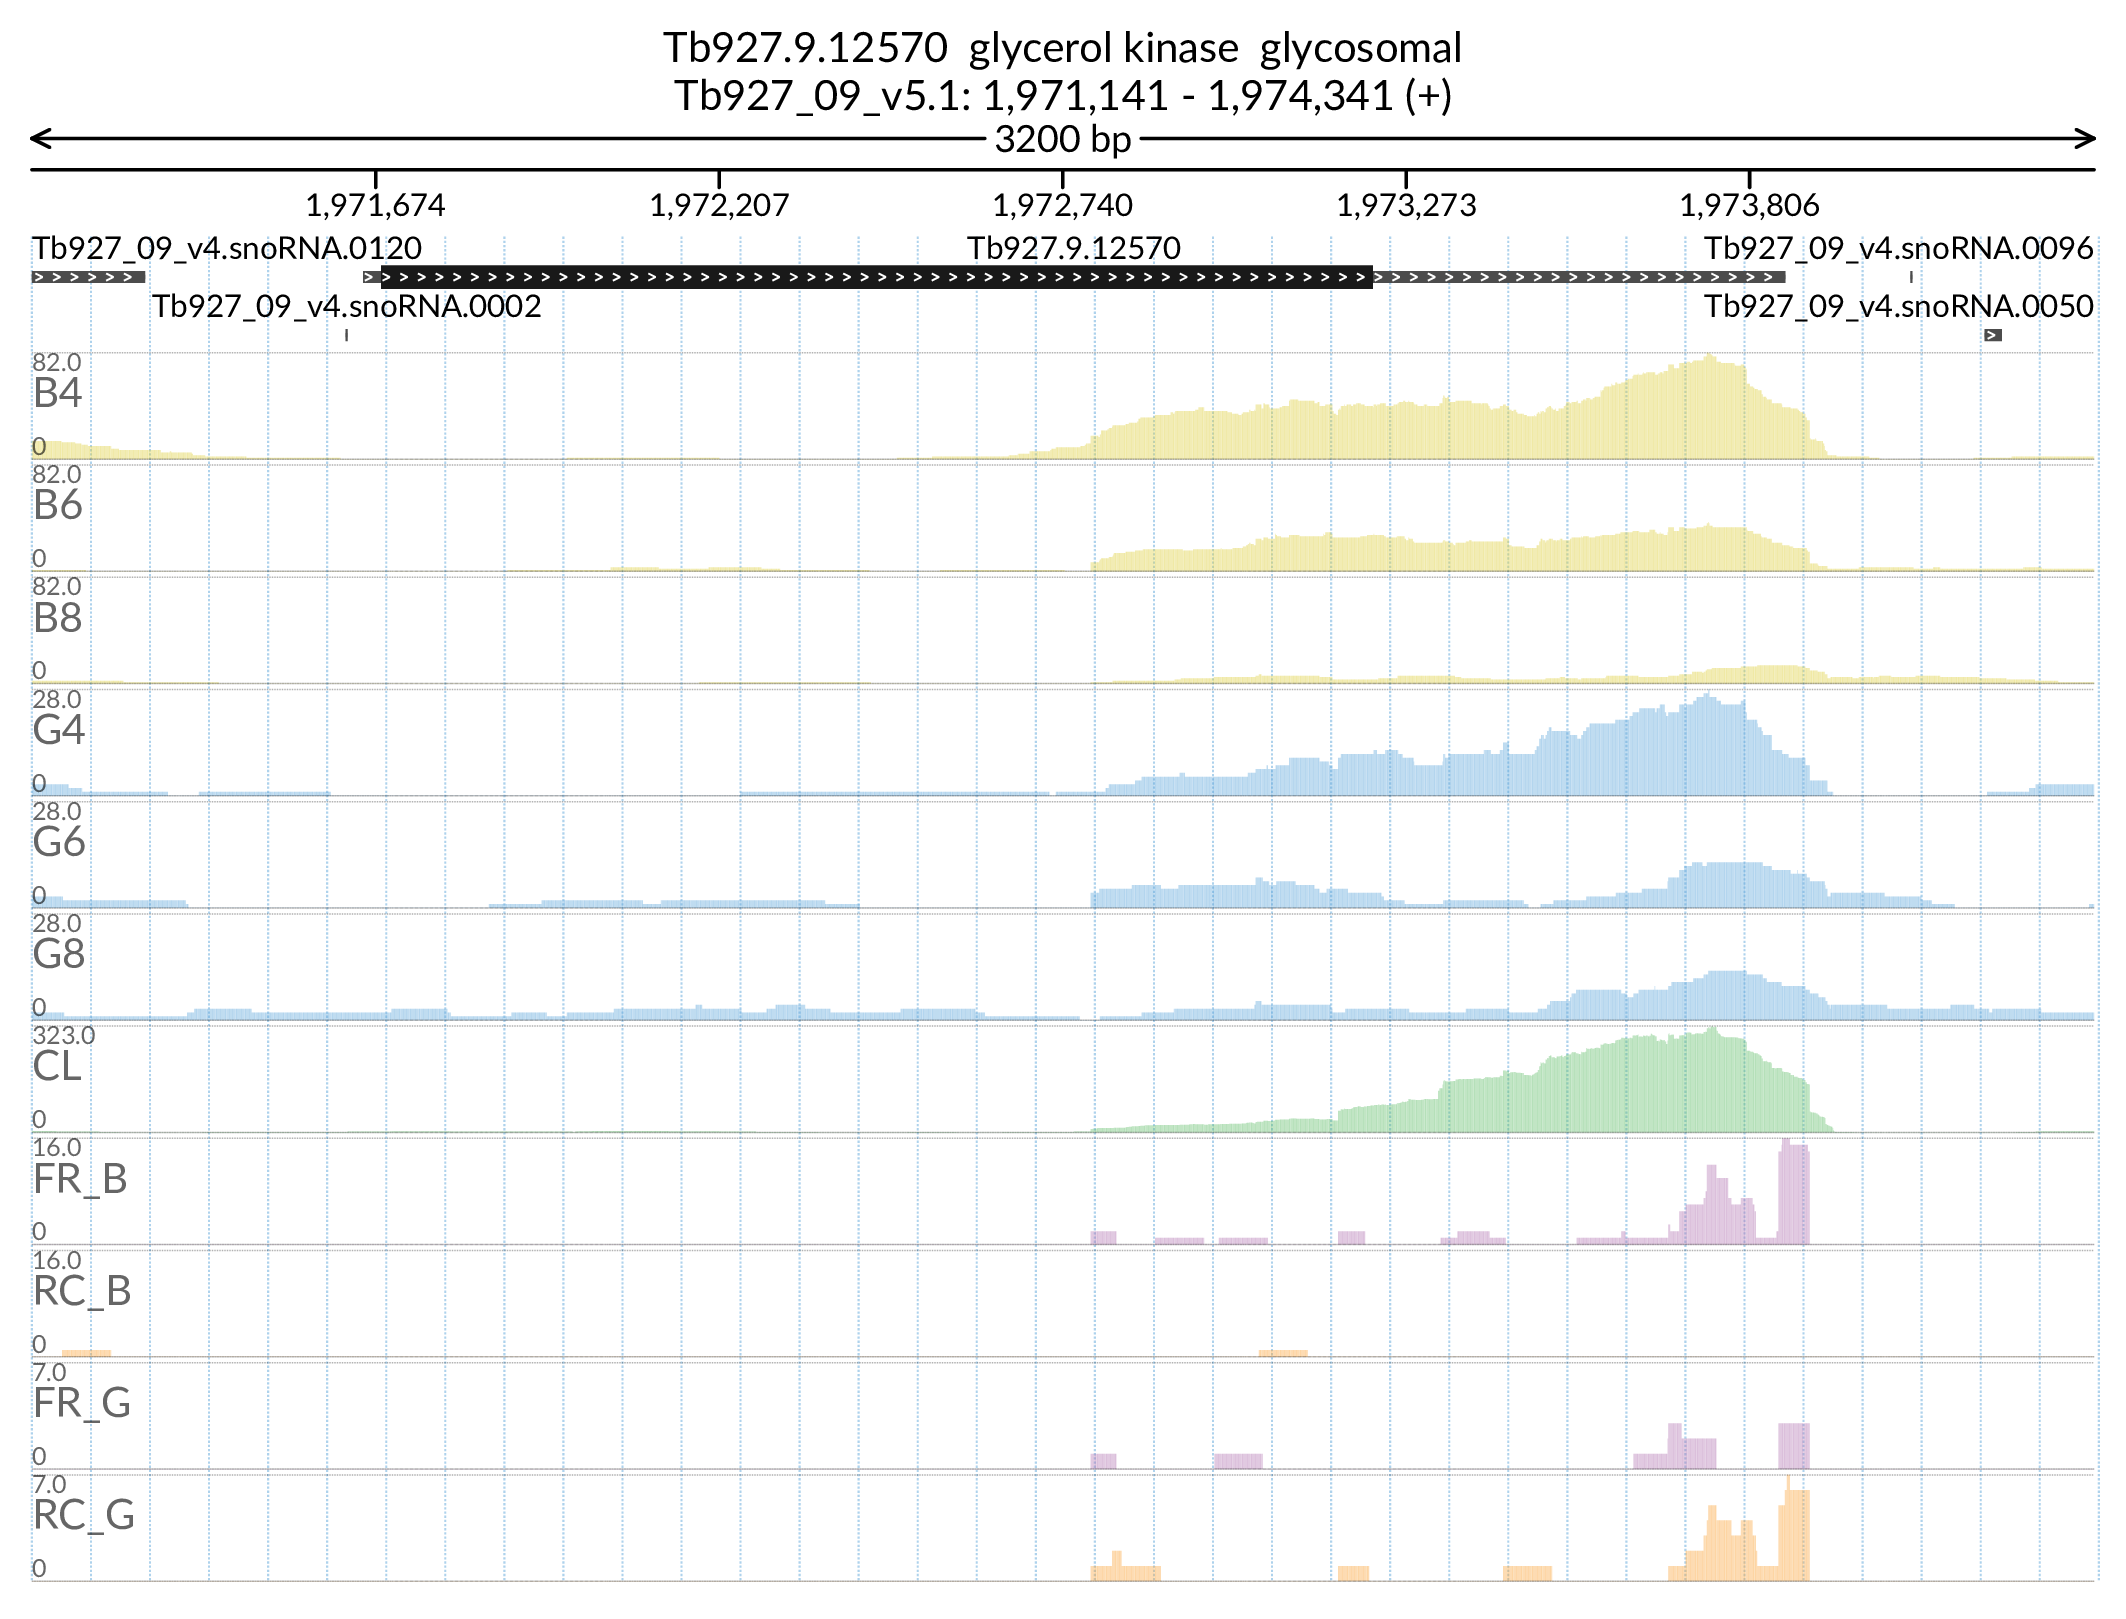 Tb927.9.12570  glycerol kinase  glycosomal
Tb927_09_v5.1: 1,971,141 - 1,974,341 (+)
3200 bp
1,971,674 1,972,207 1,972,740 1,973,273 1,973,806
Tb927_09_v4.snoRNA.0120 Tb927.9.12570 Tb927_09_v4.snoRNA.0096
Tb927_09_v4.snoRNA.0002 Tb927_09_v4.snoRNA.0050
82.0
B4
0
82.0
B6
0
82.0
B8
0
28.0
G4
0
28.0
G6
0
28.0
G8
0
323.0
CL
0
16.0
FR_B
0
16.0
RC_B
0
7.0
FR_G
0
7.0
RC_G
0